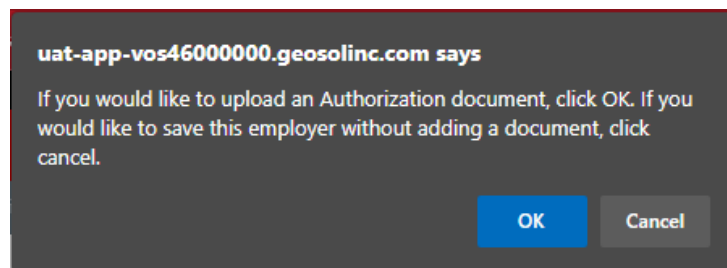 uat-app-vos46000000.geosolinc.com says
If you would like to upload an Authorization document, click OK. If you
would like to save this employer without adding a document, click
cancel.
OK
Cancel